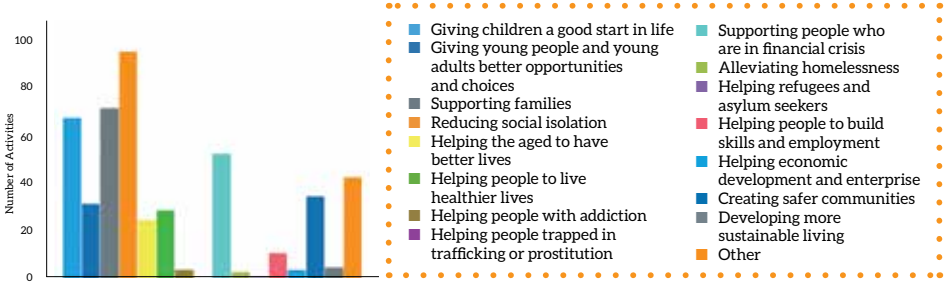 Number of Activities
100
80
60
40
20
0
Giving children a good start in life
Giving young people and young
adults better opportunities
and choices
Supporting families
Reducing social isolation
Helping the aged to have
better lives
Helping people to live
healthier lives
Helping people with addiction
Helping people trapped in
trafficking or prostitution
Supporting people who
are in financial crisis
Alleviating homelessness
Helping refugees and
asylum seekers
Helping people to build
skills and employment
Helping economic
development and enterprise
Creating safer communities
Developing more
sustainable living
Other